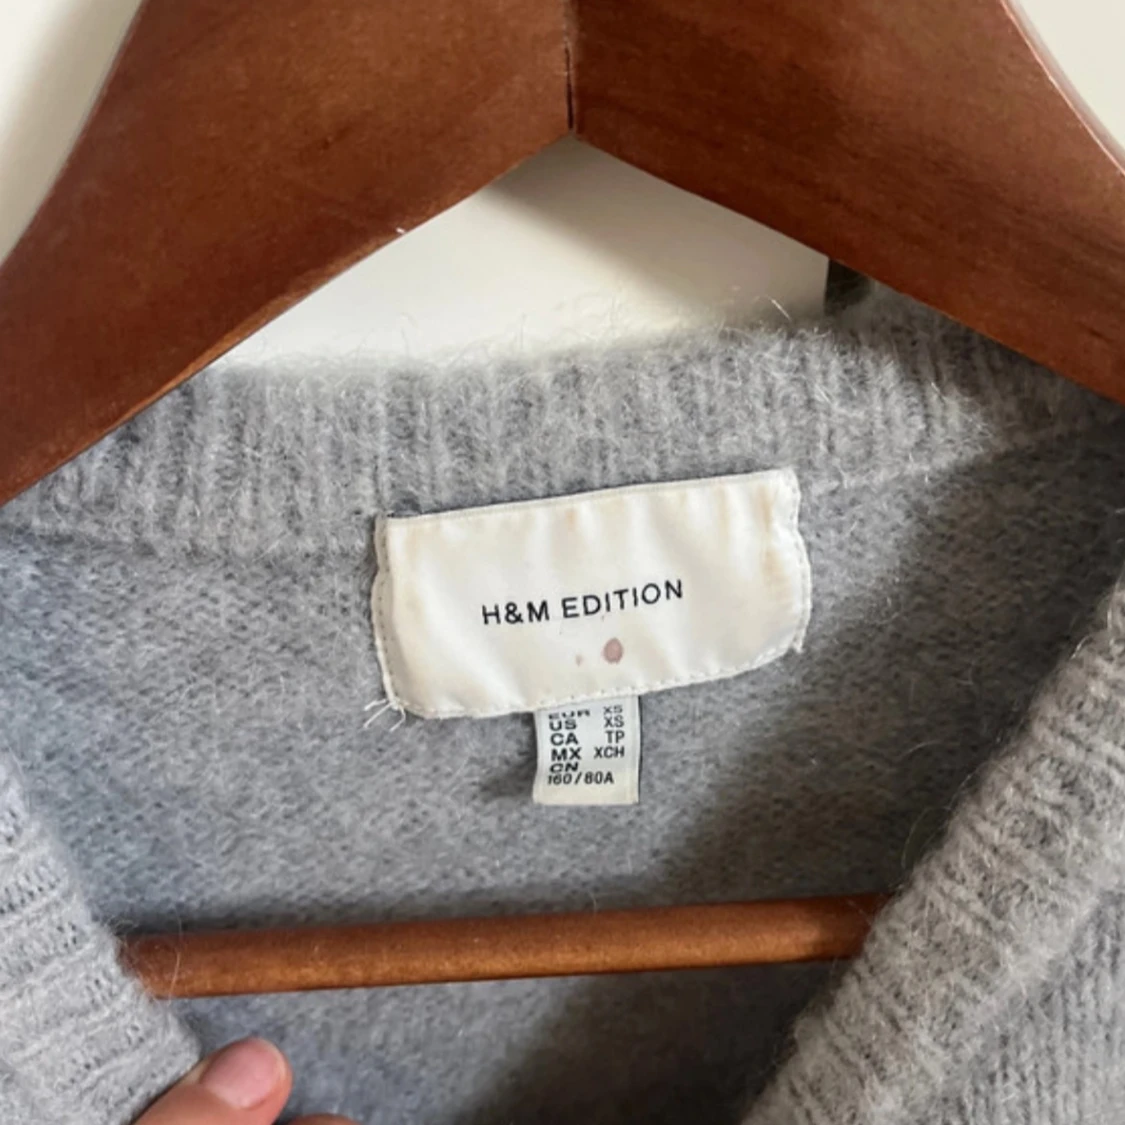 H&M EDITION
EUR XS
US XS
CA TP
MX XCH
CN
160/80A